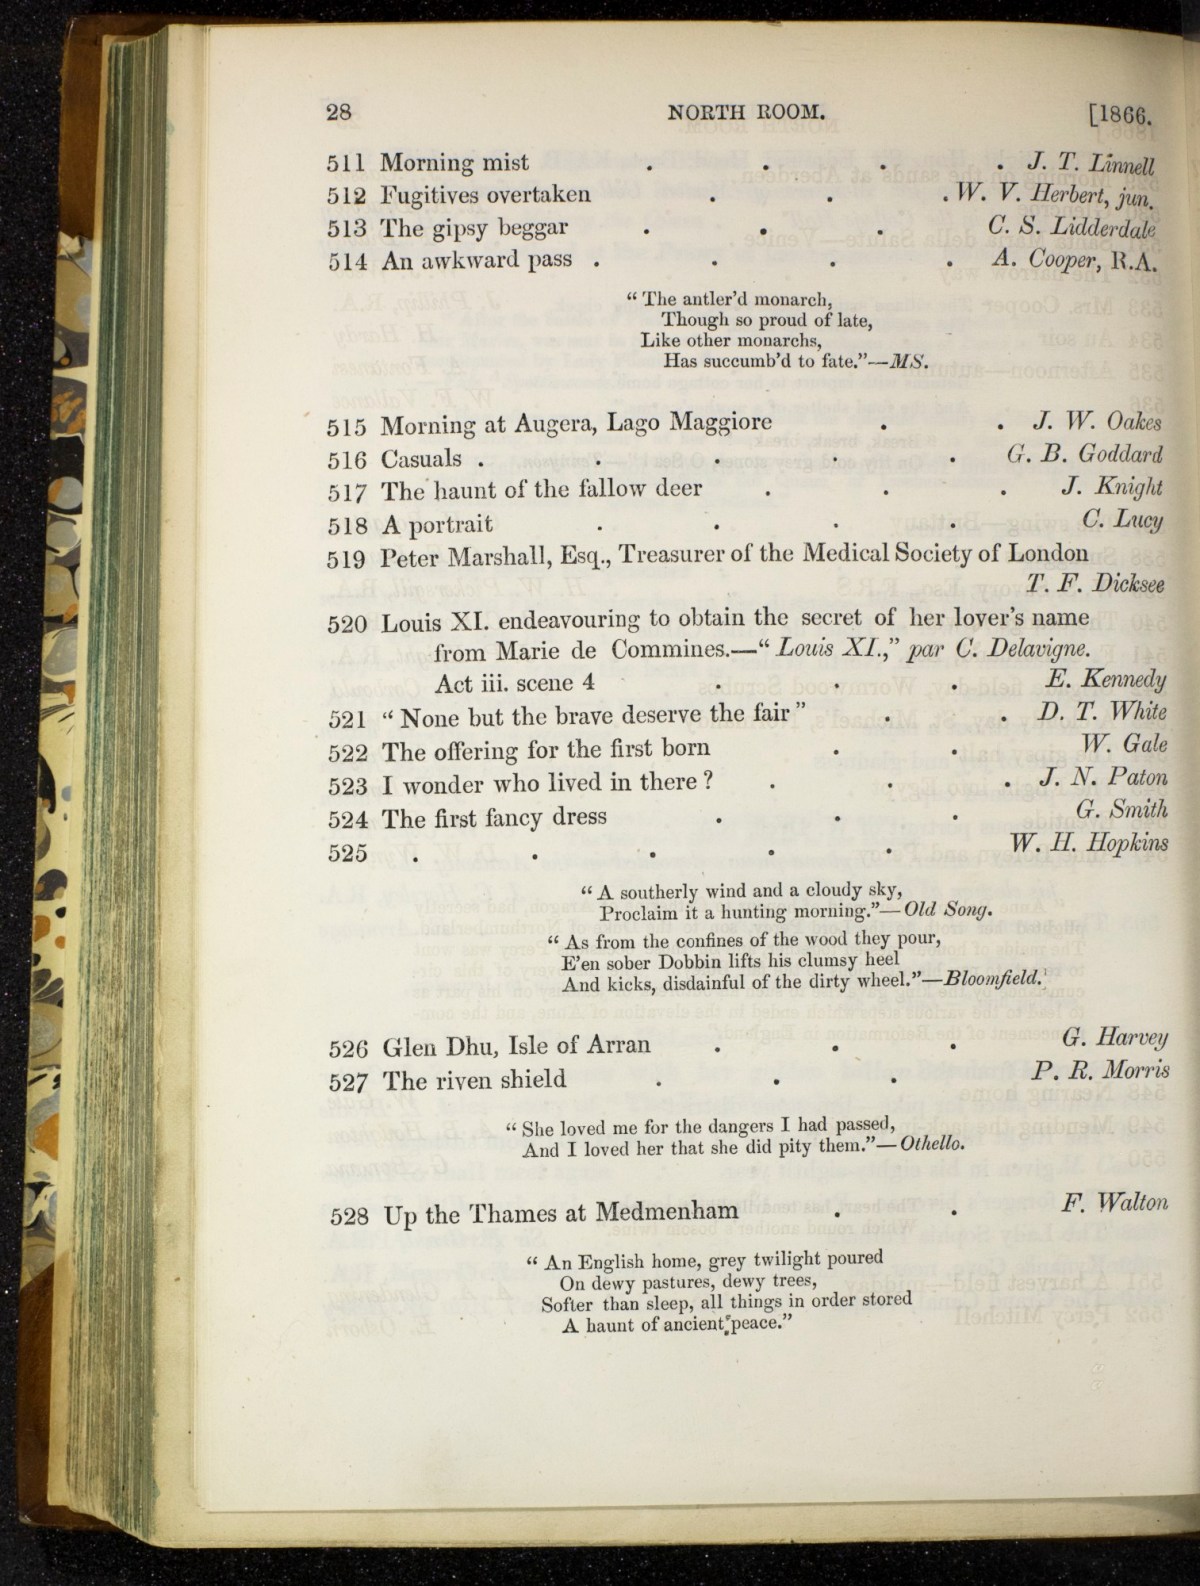 28 NORTH ROOM. [1866.
511 Morning mist . . . . J. T. Linnell
512 Fugitives overtaken . . . W. V. Herbert, jun.
513 The gipsy beggar . . . C. S. Lidderdale
514 An awkward pass . . . . A. Cooper, R.A.
“ The antler’d monarch,
Though so proud of late,
Like other monarchs,
Has succumb’d to fate.”—MS.
515 Morning at Augera, Lago Maggiore . . J. W. Oakes
516 Casuals . . . . . G. B. Goddard
517 The haunt of the fallow deer . . . J. Knight
518 A portrait . . . . C. Lucy
519 Peter Marshall, Esq., Treasurer of the Medical Society of London
T. F. Dicksee
520 Louis XI. endeavouring to obtain the secret of her lover’s name
from Marie de Commines.—“ Louis XI.,” par C. Delavigne.
Act iii. scene 4 . . . E. Kennedy
521 “ None but the brave deserve the fair ” . . D. T. White
522 The offering for the first born . . W. Gale
523 I wonder who lived in there ? . . . J. N. Paton
524 The first fancy dress . . . G. Smith
525 . . . . . W. H. Hopkins
“ A southerly wind and a cloudy sky,
Proclaim it a hunting morning.”—Old Song.
“ As from the confines of the wood they pour,
E’en sober Dobbin lifts his clumsy heel
And kicks, disdainful of the dirty wheel.”—Bloomfield.
526 Glen Dhu, Isle of Arran . . . G. Harvey
527 The riven shield . . . P. R. Morris
“ She loved me for the dangers I had passed,
And I loved her that she did pity them.”—Othello.
528 Up the Thames at Medmenham . . F. Walton
“ An English home, grey twilight poured
On dewy pastures, dewy trees,
Softer than sleep, all things in order stored
A haunt of ancient peace.”